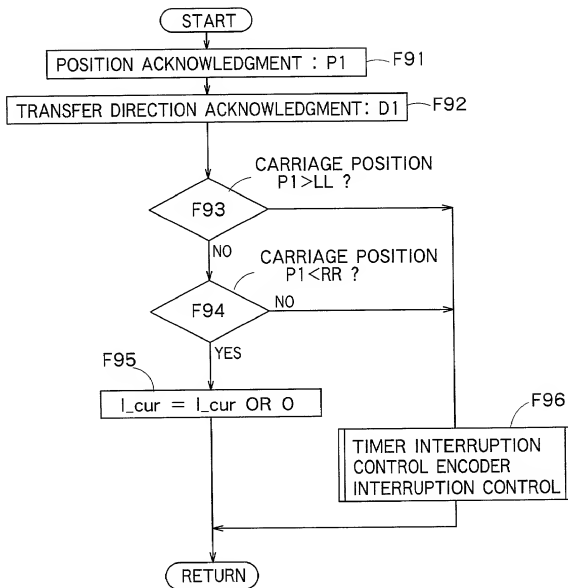 START
POSITION ACKNOWLEDGMENT : P1
F91
TRANSFER DIRECTION ACKNOWLEDGMENT: D1
F92
CARRIAGE POSITION
P1>LL ?
F93
NO
CARRIAGE POSITION
P1<RR ?
F94
NO
YES
F95
I_cur = I_cur OR 0
F96
TIMER INTERRUPTION
CONTROL ENCODER
INTERRUPTION CONTROL
RETURN